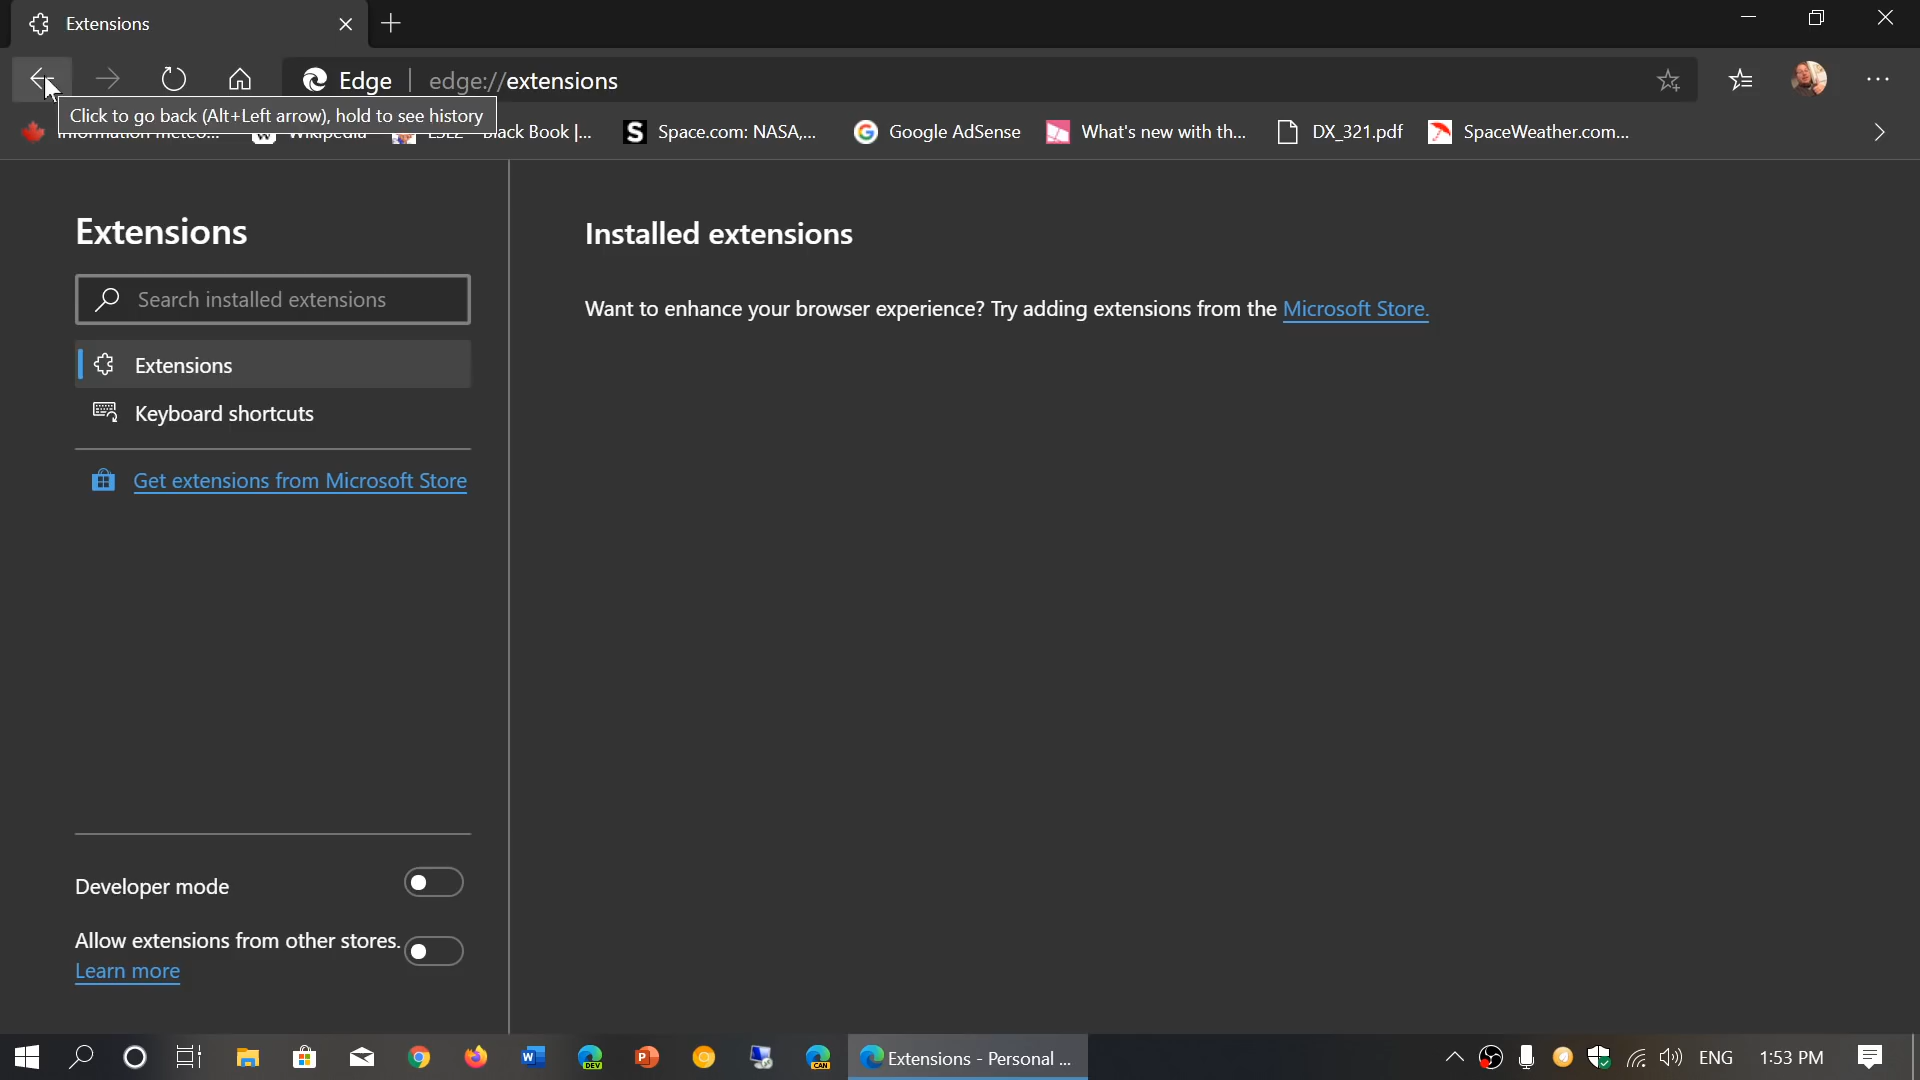 Extensions
Edge | edge://extensions
Click to go back (Alt+Left arrow), hold to see history
Black Book |...
Space.com: NASA,...
Google AdSense
What's new with th...
DX_321.pdf
SpaceWeather.com...
Extensions
Search installed extensions
Extensions
Keyboard shortcuts
Get extensions from Microsoft Store
Developer mode
Allow extensions from other stores.
Learn more
Installed extensions
Want to enhance your browser experience? Try adding extensions from the Microsoft Store.
DEV
CAN
Extensions - Personal ...
ENG
1:53 PM